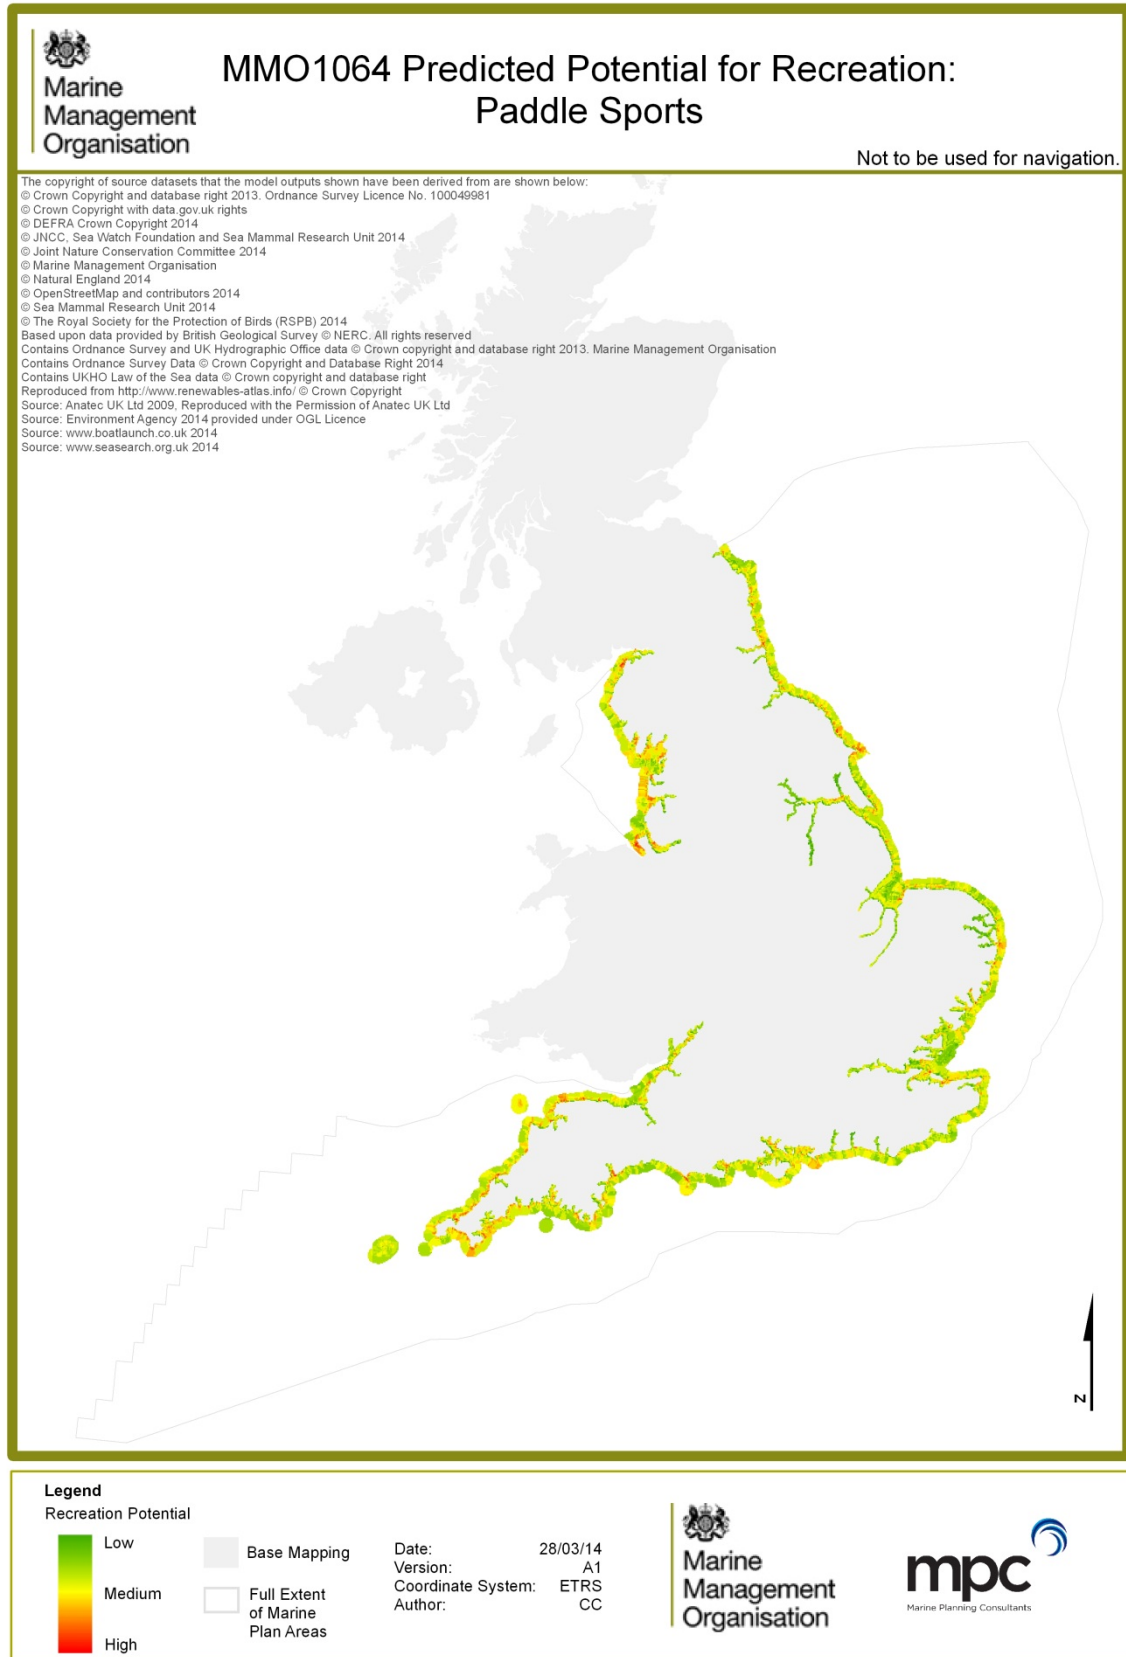 Marine
Management
Organisation
MMO1064 Predicted Potential for Recreation:
Paddle Sports
Not to be used for navigation.
The copyright of source datasets that the model outputs shown have been derived from are shown below:
© Crown Copyright and database right 2013. Ordnance Survey Licence No. 100049981
© Crown Copyright with data.gov.uk rights
© DEFRA Crown Copyright 2014
© JNCC, Sea Watch Foundation and Sea Mammal Research Unit 2014
© Joint Nature Conservation Committee 2014
© Marine Management Organisation
© Natural England 2014
© OpenStreetMap and contributors 2014
© Sea Mammal Research Unit 2014
© The Royal Society for the Protection of Birds (RSPB) 2014
Based upon data provided by British Geological Survey © NERC. All rights reserved
Contains Ordnance Survey and UK Hydrographic Office data © Crown copyright and database right 2013. Marine Management Organisation
Contains Ordnance Survey Data © Crown Copyright and Database Right 2014
Contains UKHO Law of the Sea data © Crown copyright and database right
Reproduced from http://www.renewables-atlas.info/ © Crown Copyright
Source: Anatec UK Ltd 2009, Reproduced with the Permission of Anatec UK Ltd
Source: Environment Agency 2014 provided under OGL Licence
Source: www.boatlaunch.co.uk 2014
Source: www.seasearch.org.uk 2014
N
Legend
Recreation Potential
Low
Medium
High
Base Mapping
Full Extent
of Marine
Plan Areas
Date: 28/03/14
Version: A1
Coordinate System: ETRS
Author: CC
Marine
Management
Organisation
mpc
Marine Planning Consultants